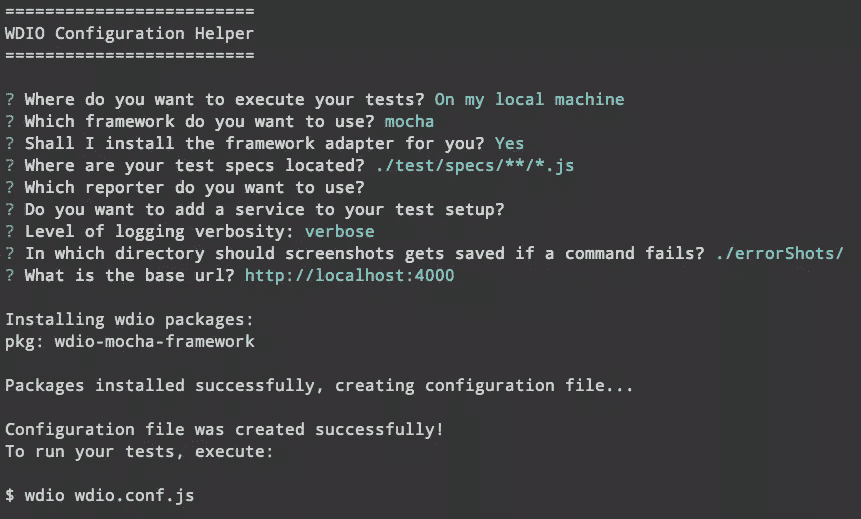 =========================
WDIO Configuration Helper
=========================
? Where do you want to execute your tests? On my local machine
? Which framework do you want to use? mocha
? Shall I install the framework adapter for you? Yes
? Where are your test specs located? ./test/specs/**/*.js
? Which reporter do you want to use?
? Do you want to add a service to your test setup?
? Level of logging verbosity: verbose
? In which directory should screenshots gets saved if a command fails? ./errorShots/
? What is the base url? http://localhost:4000
Installing wdio packages:
pkg: wdio-mocha-framework
Packages installed successfully, creating configuration file...
Configuration file was created successfully!
To run your tests, execute:
$ wdio wdio.conf.js